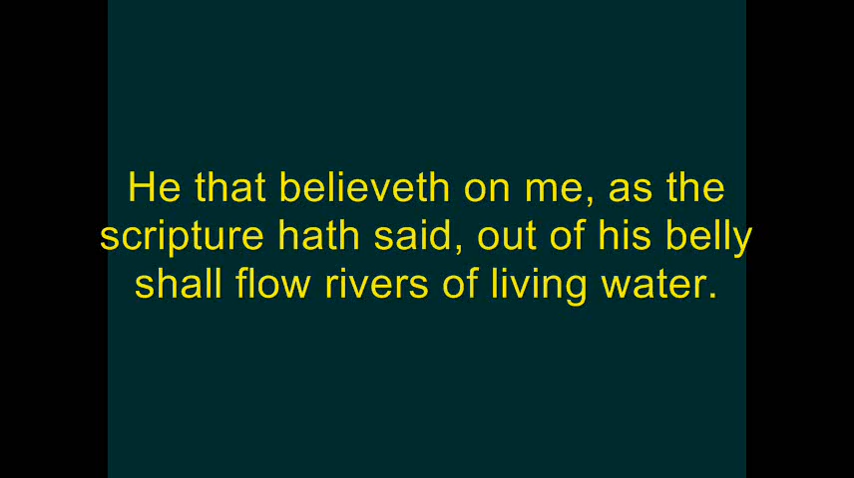 He that believeth on me, as the
scripture hath said, out of his belly
shall flow rivers of living water.